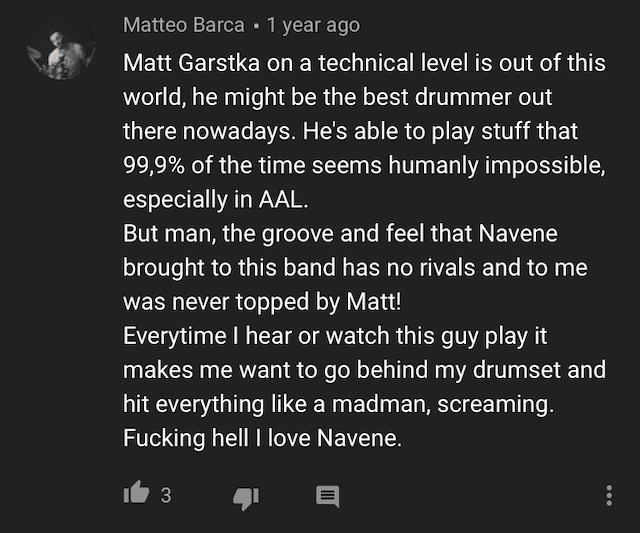 Matteo Barca • 1 year ago
Matt Garstka on a technical level is out of this
world, he might be the best drummer out
there nowadays. He's able to play stuff that
99,9% of the time seems humanly impossible,
especially in AAL.
But man, the groove and feel that Navene
brought to this band has no rivals and to me
was never topped by Matt!
Everytime I hear or watch this guy play it
makes me want to go behind my drumset and
hit everything like a madman, screaming.
Fucking hell I love Navene.
3